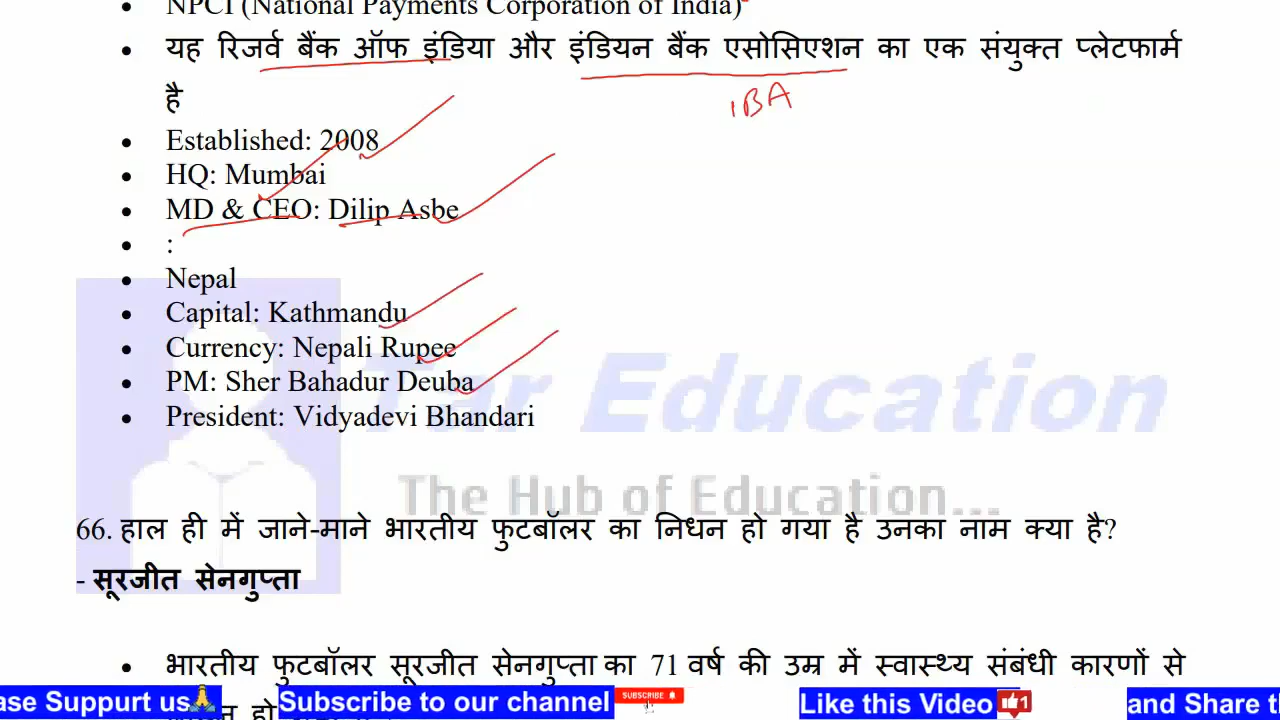 NPCI (National Payments Corporation of India)
यह रिजर्व बैंक ऑफ इंडिया और इंडियन बैंक एसोसिएशन का एक संयुक्त प्लेटफार्म
है
IBA
Established: 2008
HQ: Mumbai
MD & CEO: Dilip Asbe
:
Nepal
Capital: Kathmandu
Currency: Nepali Rupee
PM: Sher Bahadur Deuba
President: Vidyadevi Bhandari
Tar Education
The Hub of Education...
66. हाल ही में जाने-माने भारतीय फुटबॉलर का निधन हो गया है उनका नाम क्या है?
- सूरजीत सेनगुप्ता
भारतीय फुटबॉलर सूरजीत सेनगुप्ता का 71 वर्ष की उम्र में स्वास्थ्य संबंधी कारणों से
ase Suppurt us Subscribe to our channel SUBSCRIBE Like this Video 1 and Share t